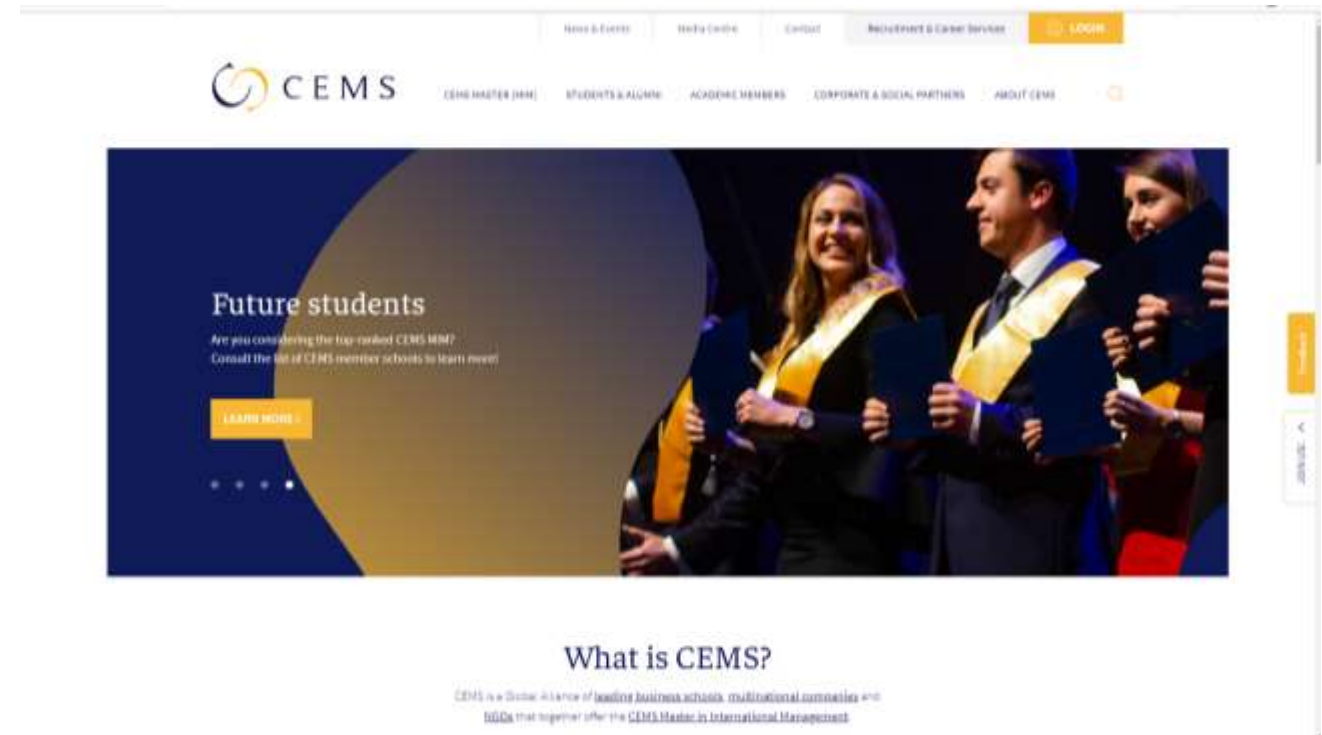 News & Events
Media Centre
Contact
Recruitment & Career Services
LOGIN
CEMS
CEMS MASTER (MIM)
STUDENTS & ALUMNI
ACADEMIC MEMBERS
CORPORATE & SOCIAL PARTNERS
ABOUT CEMS
Future students
Are you considering the top-ranked CEMS MIM?
Consult the list of CEMS member schools to learn more!
LEARN MORE >
Feedback
What is CEMS?
CEMS is a Global Alliance of leading business schools, multinational companies and
NGOs that together offer the CEMS Master in International Management